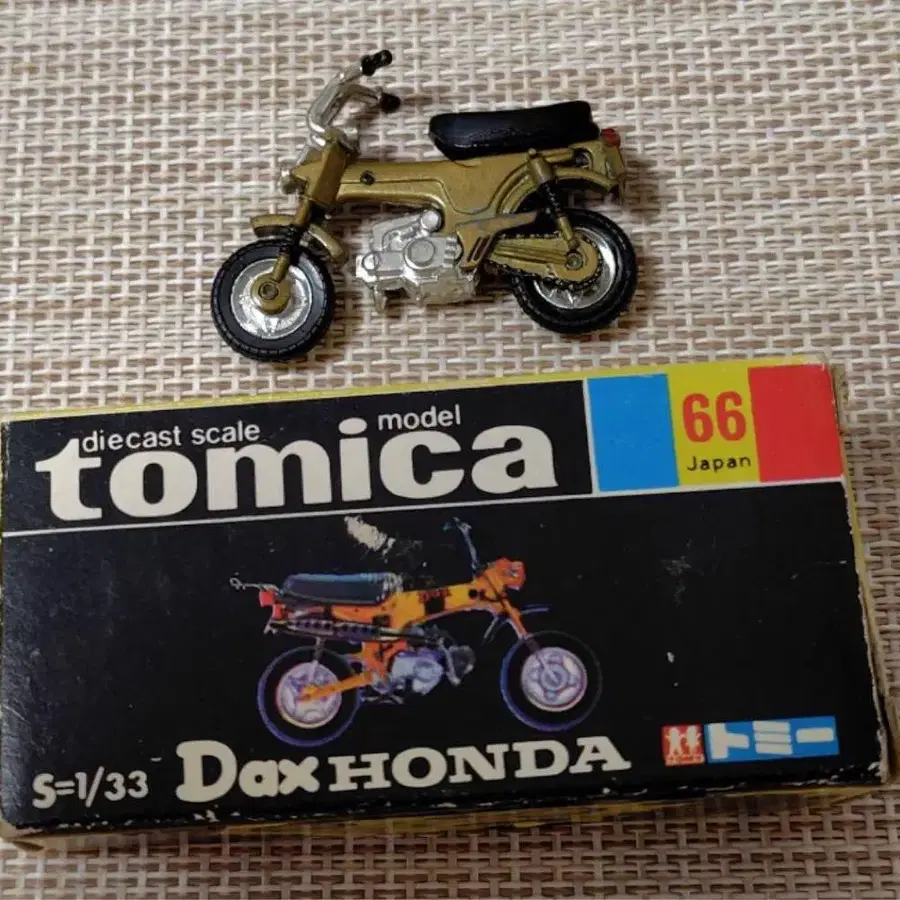 diecast scale model
tomica
66
Japan
S=1/33 Dax HONDA
トミー